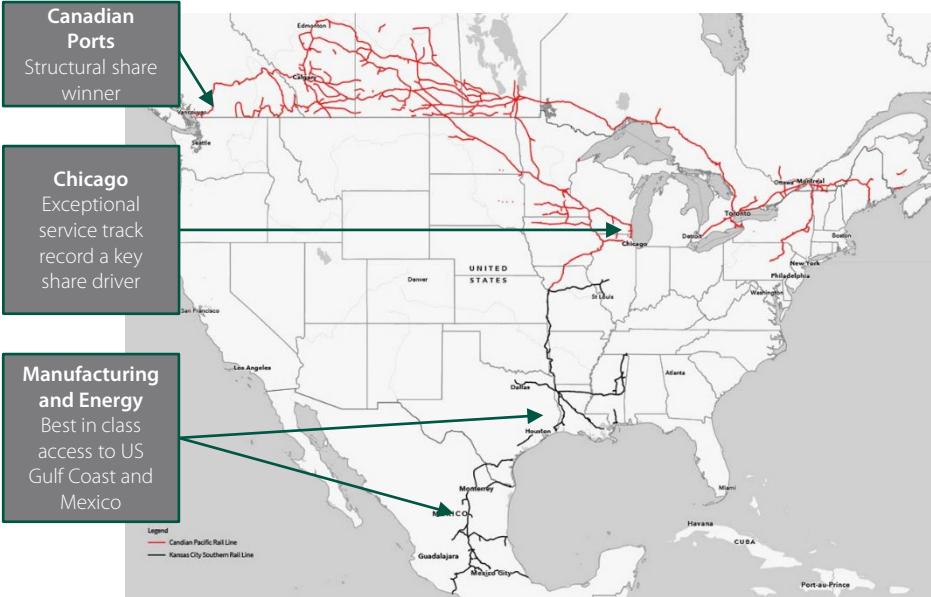 Canadian
Ports
Structural share
winner
Chicago
Exceptional
service track
record a key
share driver
Manufacturing
and Energy
Best in class
access to US
Gulf Coast and
Mexico
Edmonton
Calgary
Vancouver
Seattle
Ottawa
Montreal
Toronto
Detroit
Chicago
Boston
New York
Philadelphia
Washington
UNITED
STATES
Denver
St Louis
San Francisco
Los Angeles
Atlanta
Dallas
Houston
Miami
Monterrey
MEXICO
Havana
CUBA
Guadalajara
Mexico City
Port-au-Prince
Legend
Candian Pacific Rail Line
Kansas City Southern Rail Line